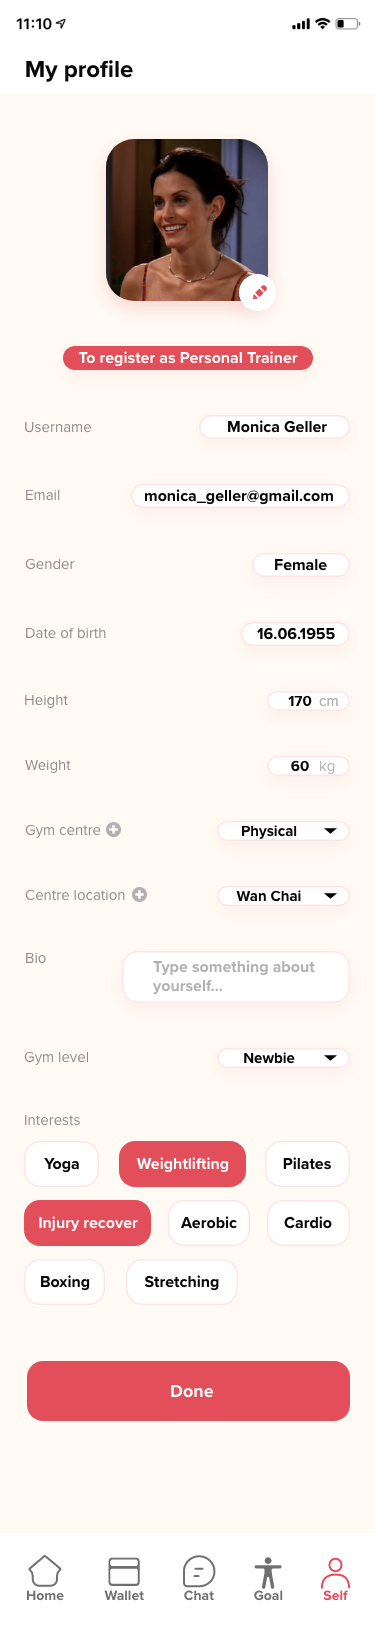 11:10
My profile
To register as Personal Trainer
Username Monica Geller
Email monica_geller@gmail.com
Gender Female
Date of birth 16.06.1955
Height 170 cm
Weight 60 kg
Gym centre Physical
Centre location Wan Chai
Bio Type something about
yourself...
Gym level Newbie
Interests
Yoga Weightlifting Pilates
Injury recover Aerobic Cardio
Boxing Stretching
Done
Home Wallet Chat Goal Self